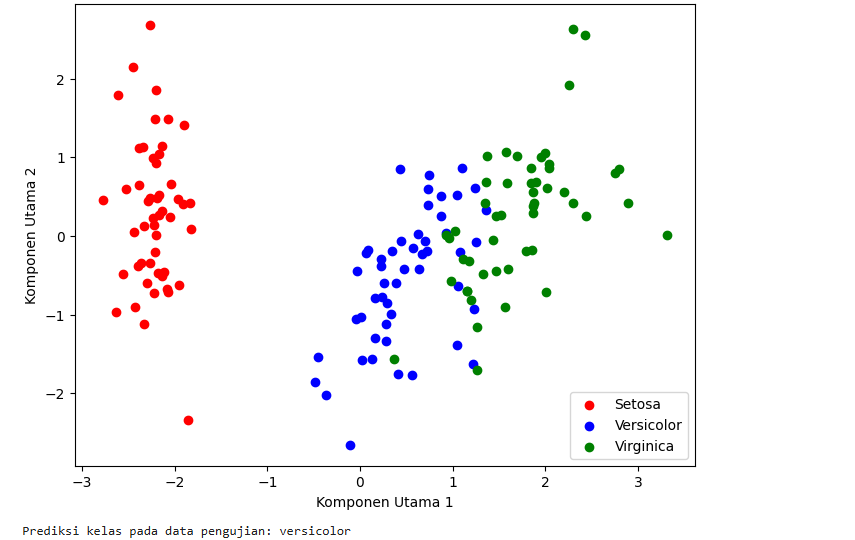 2
1
0
−1
−2
Komponen Utama 2
−3 −2 −1 0 1 2 3
Komponen Utama 1
Setosa
Versicolor
Virginica
Prediksi kelas pada data pengujian: versicolor